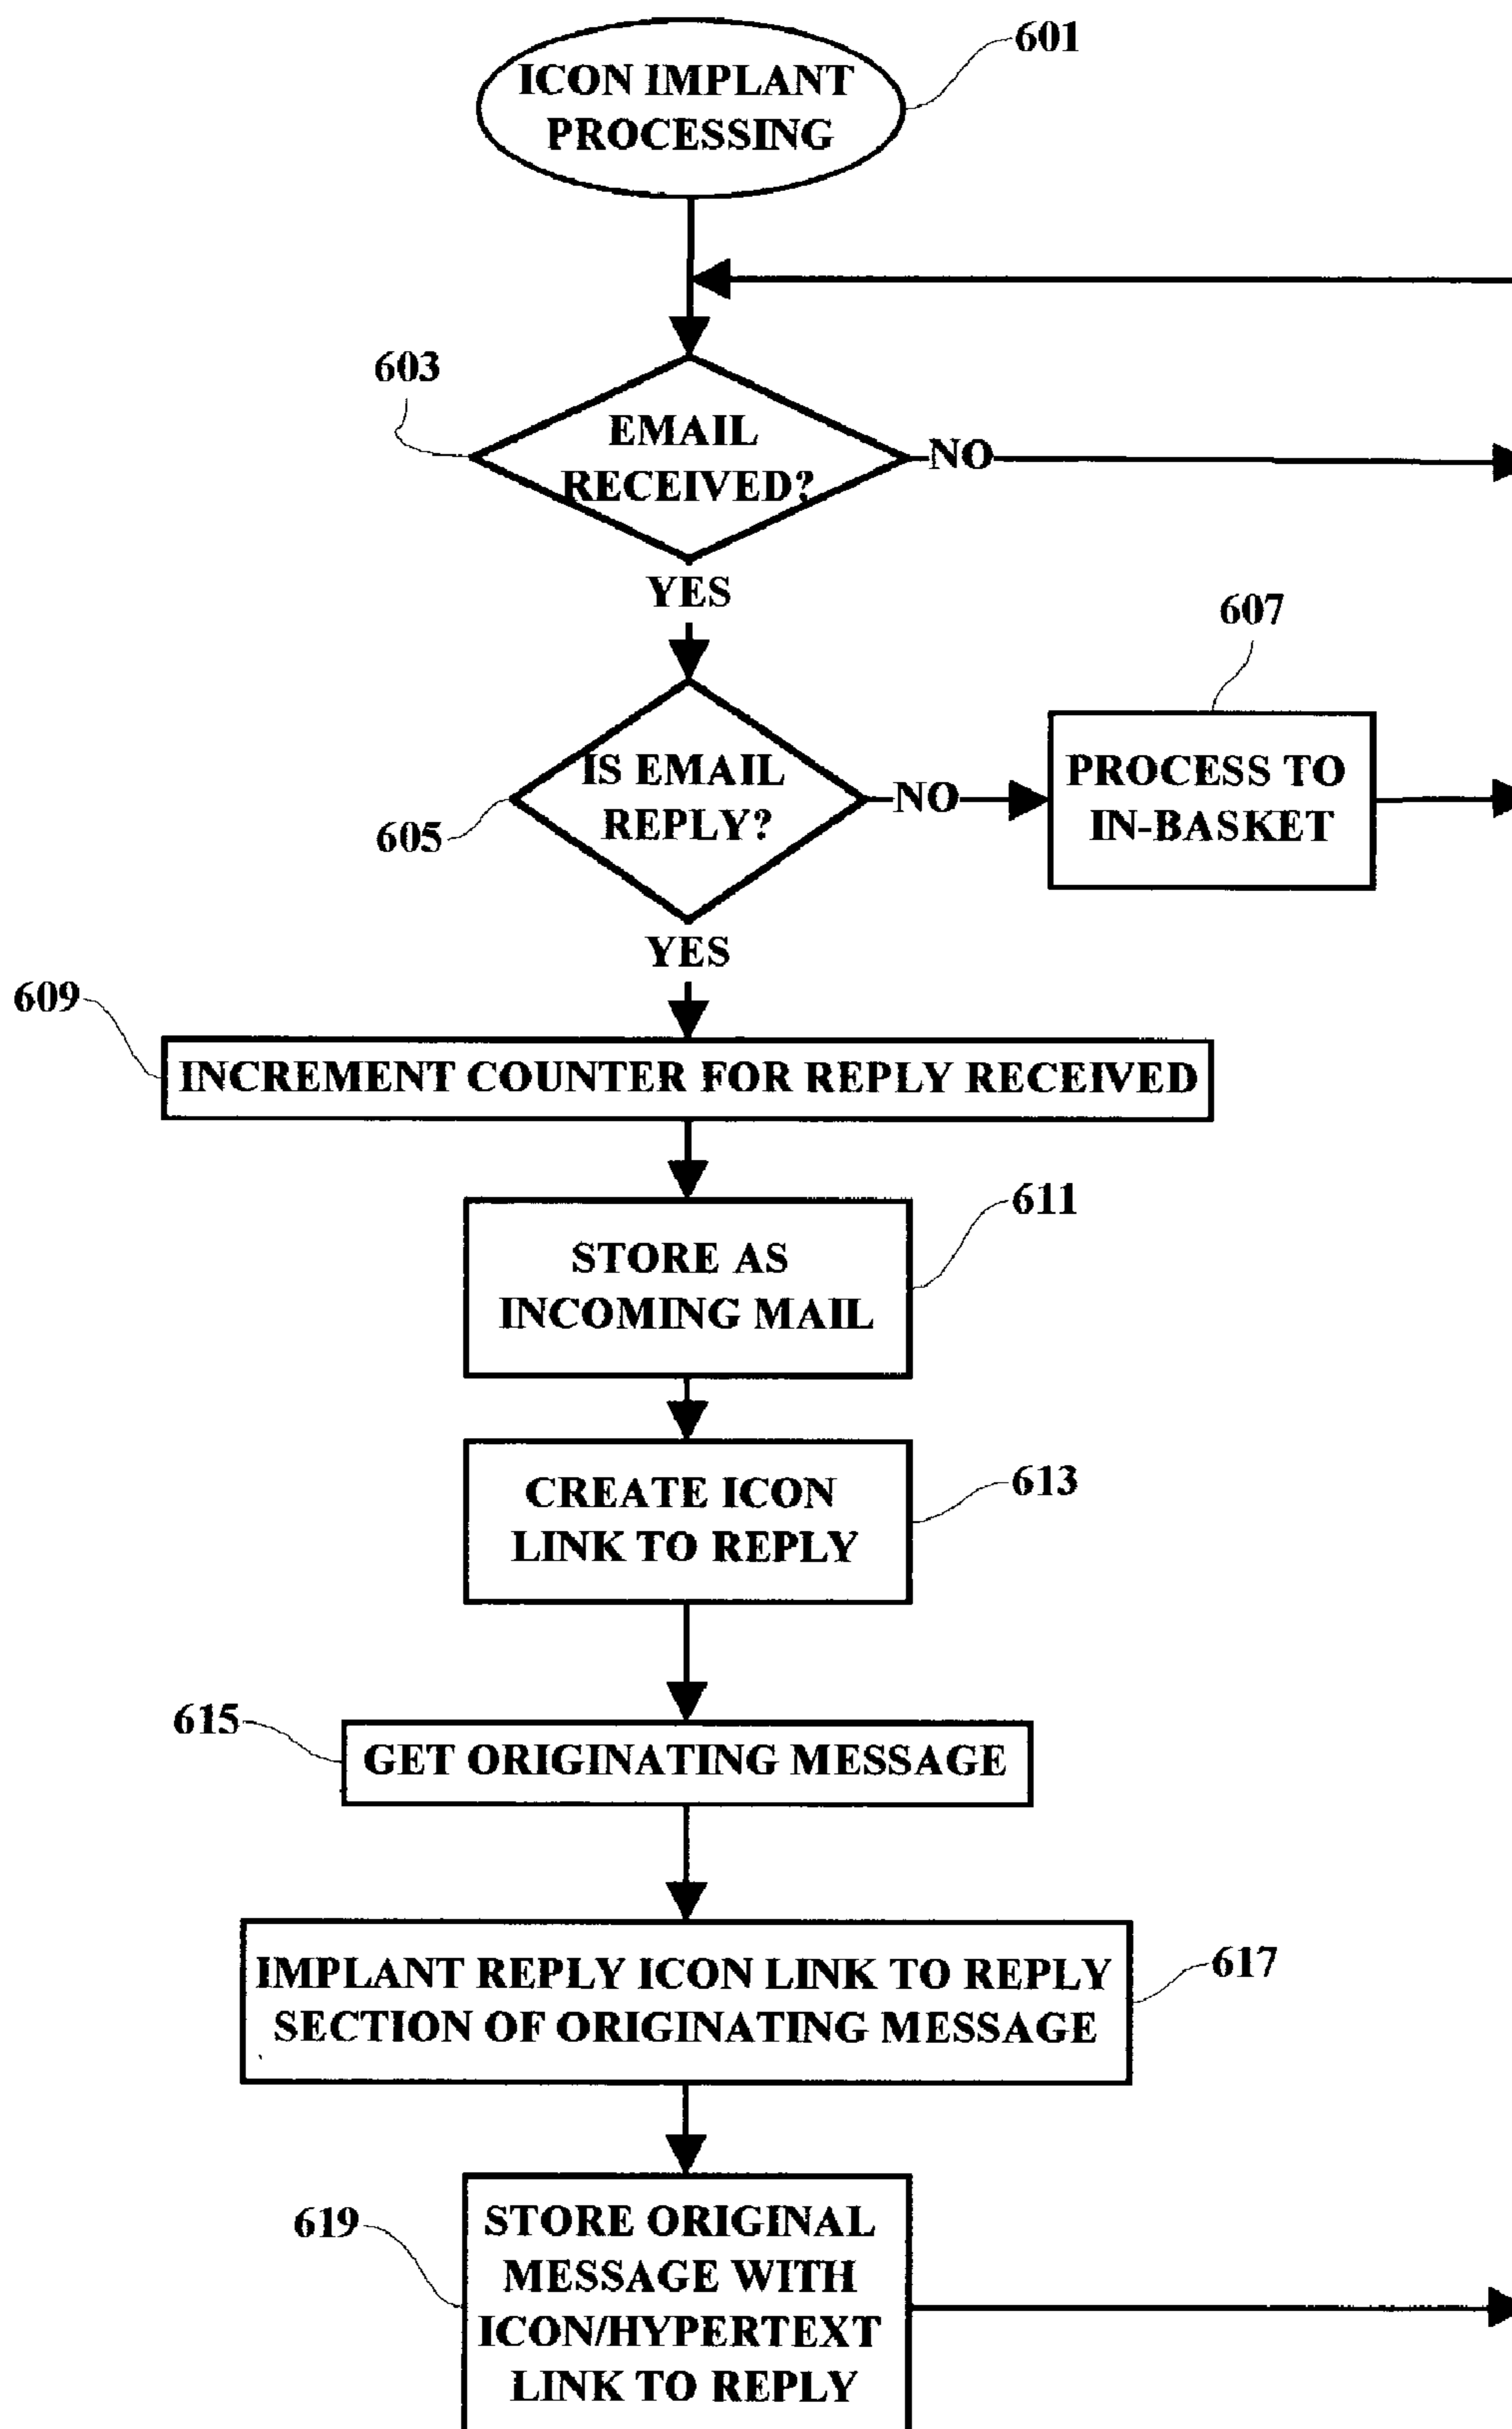 ICON IMPLANT
PROCESSING
601
603
EMAIL
RECEIVED?
NO
YES
607
IS EMAIL
REPLY?
605
NO
PROCESS TO
IN-BASKET
YES
609
INCREMENT COUNTER FOR REPLY RECEIVED
611
STORE AS
INCOMING MAIL
613
CREATE ICON
LINK TO REPLY
615
GET ORIGINATING MESSAGE
IMPLANT REPLY ICON LINK TO REPLY
SECTION OF ORIGINATING MESSAGE
617
619
STORE ORIGINAL
MESSAGE WITH
ICON/HYPERTEXT
LINK TO REPLY